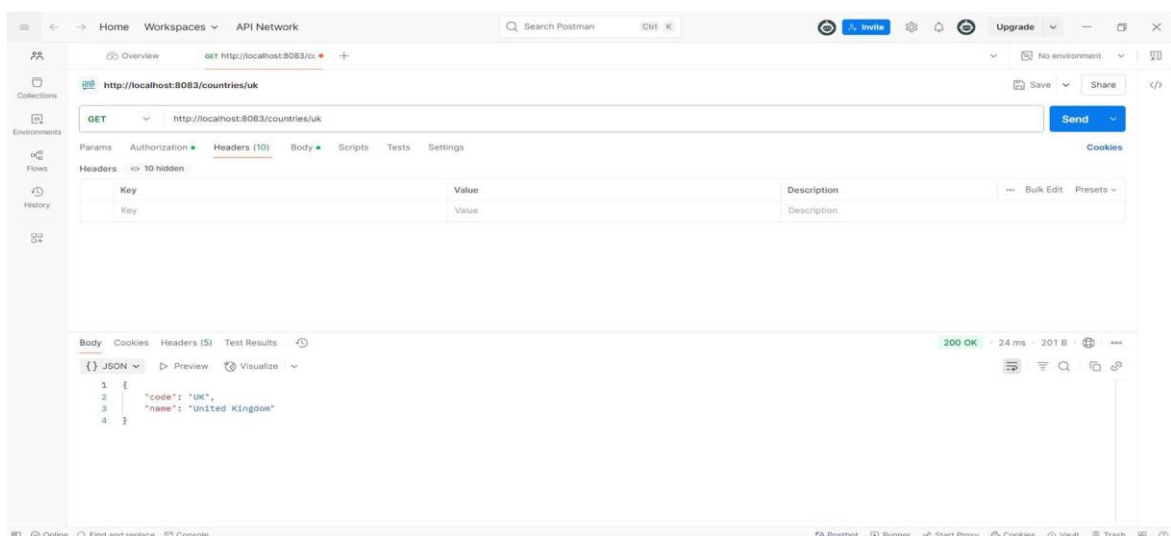 Home Workspaces API Network Search Postman Ctrl K Invite Upgrade
Overview GET http://localhost:8083/cc No environment
http://localhost:8083/countries/uk Save Share
Collections
GET http://localhost:8083/countries/uk Send
Environments
Params Authorization Headers (10) Body Scripts Tests Settings Cookies
Flows
Headers 10 hidden
History
Key Value Description Bulk Edit Presets
Key Value Description
Body Cookies Headers (5) Test Results 200 OK 24 ms 201 B
{} JSON Preview Visualize
1 {
2 "code": "UK",
3 "name": "United Kingdom"
4 }
Online Find and replace Console Postbot Runner Start Proxy Cookies Vault Trash